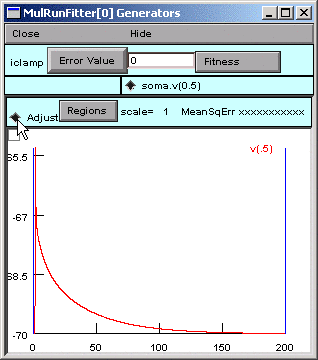 MulRunFitter[0] Generators
Close Hide
iclamp Error Value 0 Fitness
soma.v(0.5)
Adjust Regions scale= 1 MeanSqErr xxxxxxxxxxx
v(.5)
65.5
-67
68.5
-70
0 50 100 150 200